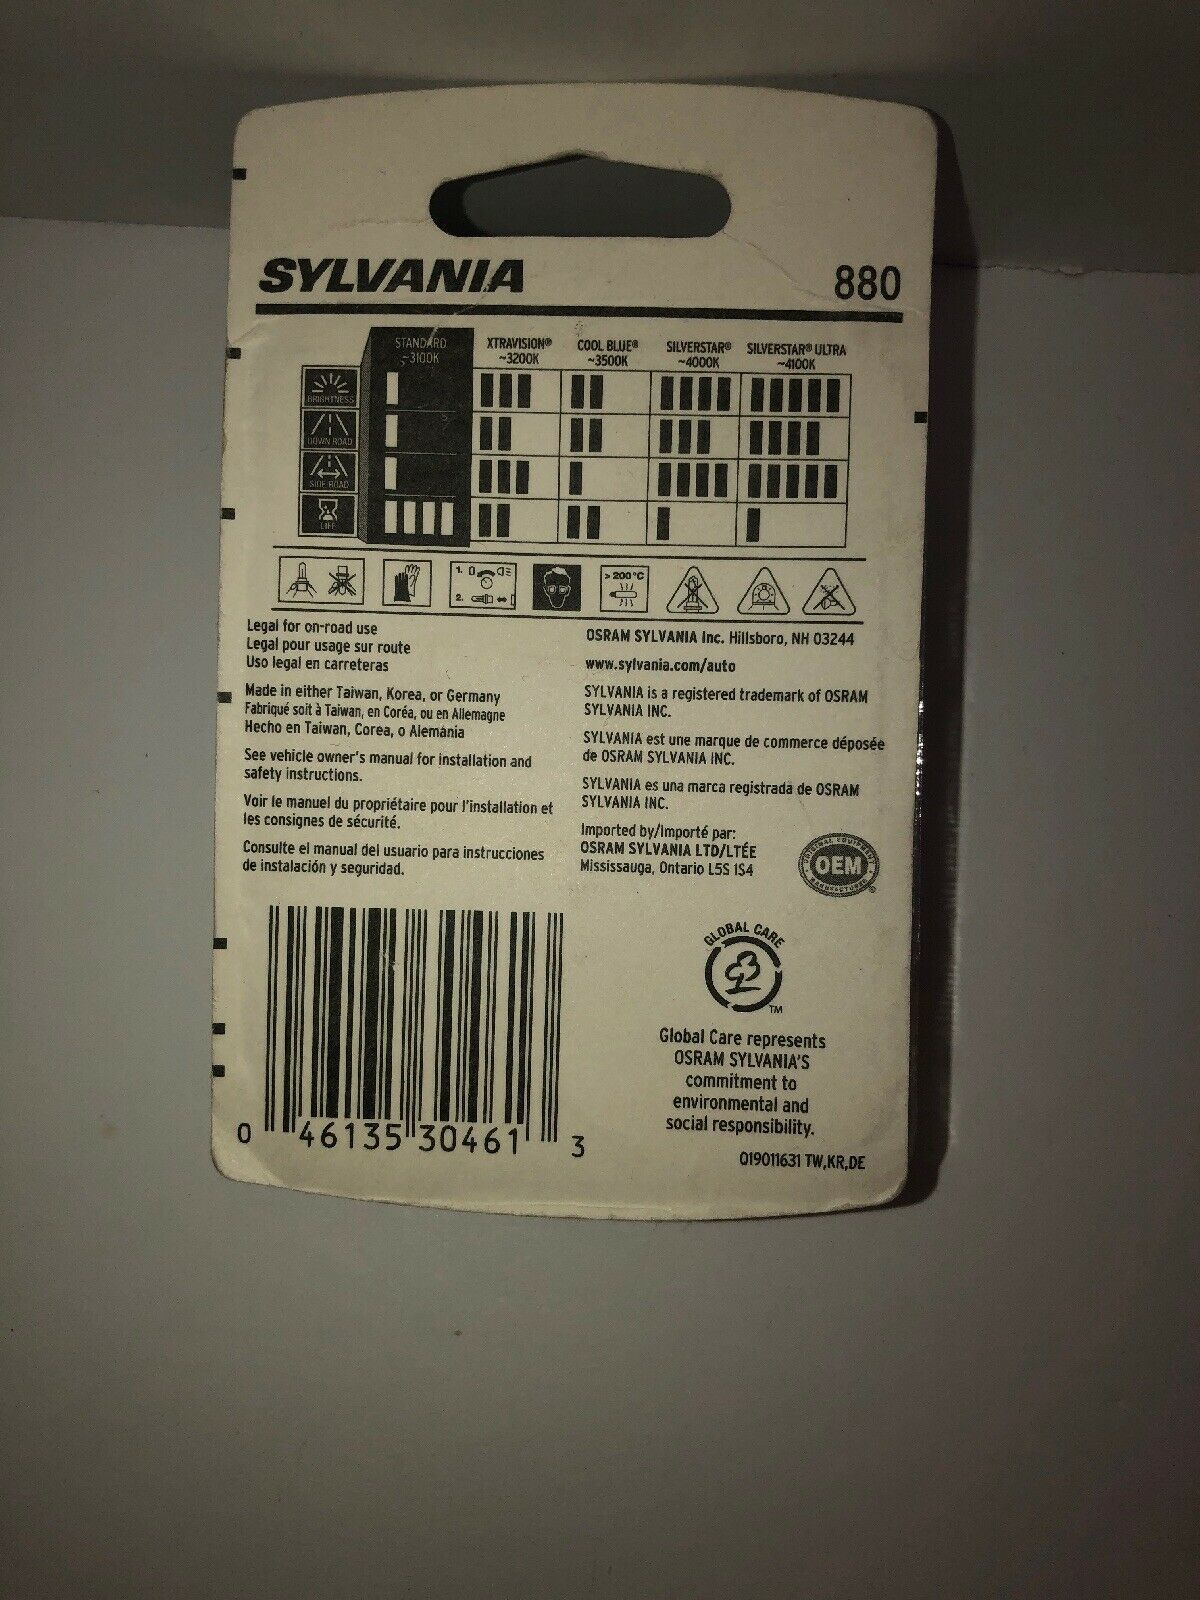 SYLVANIA 880
STANDARD XTRAVISION® COOL BLUE® SILVERSTAR® SILVERSTAR® ULTRA
~3100K ~3200K ~3500K ~4000K ~4100K
BRIGHTNESS
DOWN ROAD
SIDE ROAD
LIFE
1.
2.
> 200°C
Legal for on-road use
Legal pour usage sur route
Uso legal en carreteras
Made in either Taiwan, Korea, or Germany
Fabriqué soit à Taiwan, en Coréa, ou en Allemagne
Hecho en Taiwan, Corea, o Alemania
See vehicle owner's manual for installation and
safety instructions.
Voir le manuel du propriétaire pour l'installation et
les consignes de sécurité.
Consulte el manual del usuario para instrucciones
de instalación y seguridad.
OSRAM SYLVANIA Inc. Hillsboro, NH 03244
www.sylvania.com/auto
SYLVANIA is a registered trademark of OSRAM
SYLVANIA INC.
SYLVANIA est une marque de commerce déposée
de OSRAM SYLVANIA INC.
SYLVANIA es una marca registrada de OSRAM
SYLVANIA INC.
Imported by/Importé par:
OSRAM SYLVANIA LTD/LTÉE
Mississauga, Ontario L5S 1S4
ORIGINAL EQUIPMENT
OEM
MANUFACTURER
®
0 46135 30461 3
GLOBAL CARE
TM
Global Care represents
OSRAM SYLVANIA'S
commitment to
environmental and
social responsibility.
019011631 TW,KR,DE